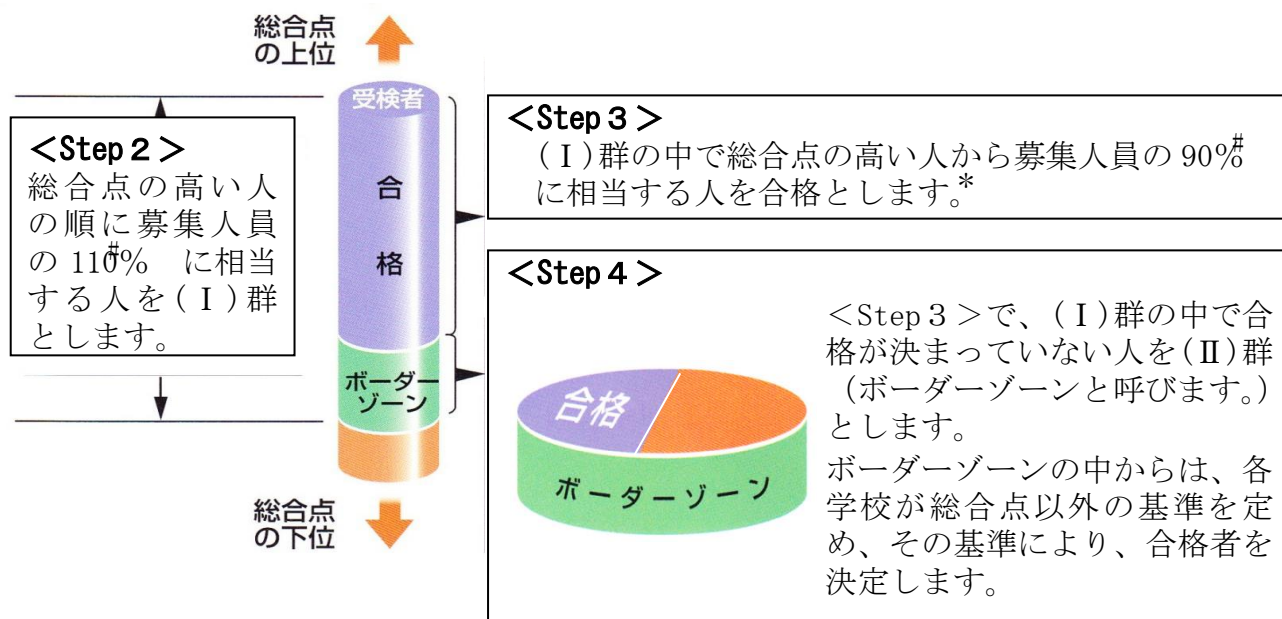 総合点
の上位
受検者
合
格
ボーダー
ゾーン
総合点
の下位
＜Step２＞
総合点の高い人
の順に募集人員
の 110#% に相当
する人を(Ⅰ)群
とします。
＜Step３＞
(Ⅰ)群の中で総合点の高い人から募集人員の 90%#
に相当する人を合格とします。*
＜Step４＞
合格
ボーダーゾーン
＜Step３＞で、(Ⅰ)群の中で合
格が決まっていない人を(Ⅱ)群
（ボーダーゾーンと呼びます。）
とします。
ボーダーゾーンの中からは、各
学校が総合点以外の基準を定
め、その基準により、合格者を
決定します。